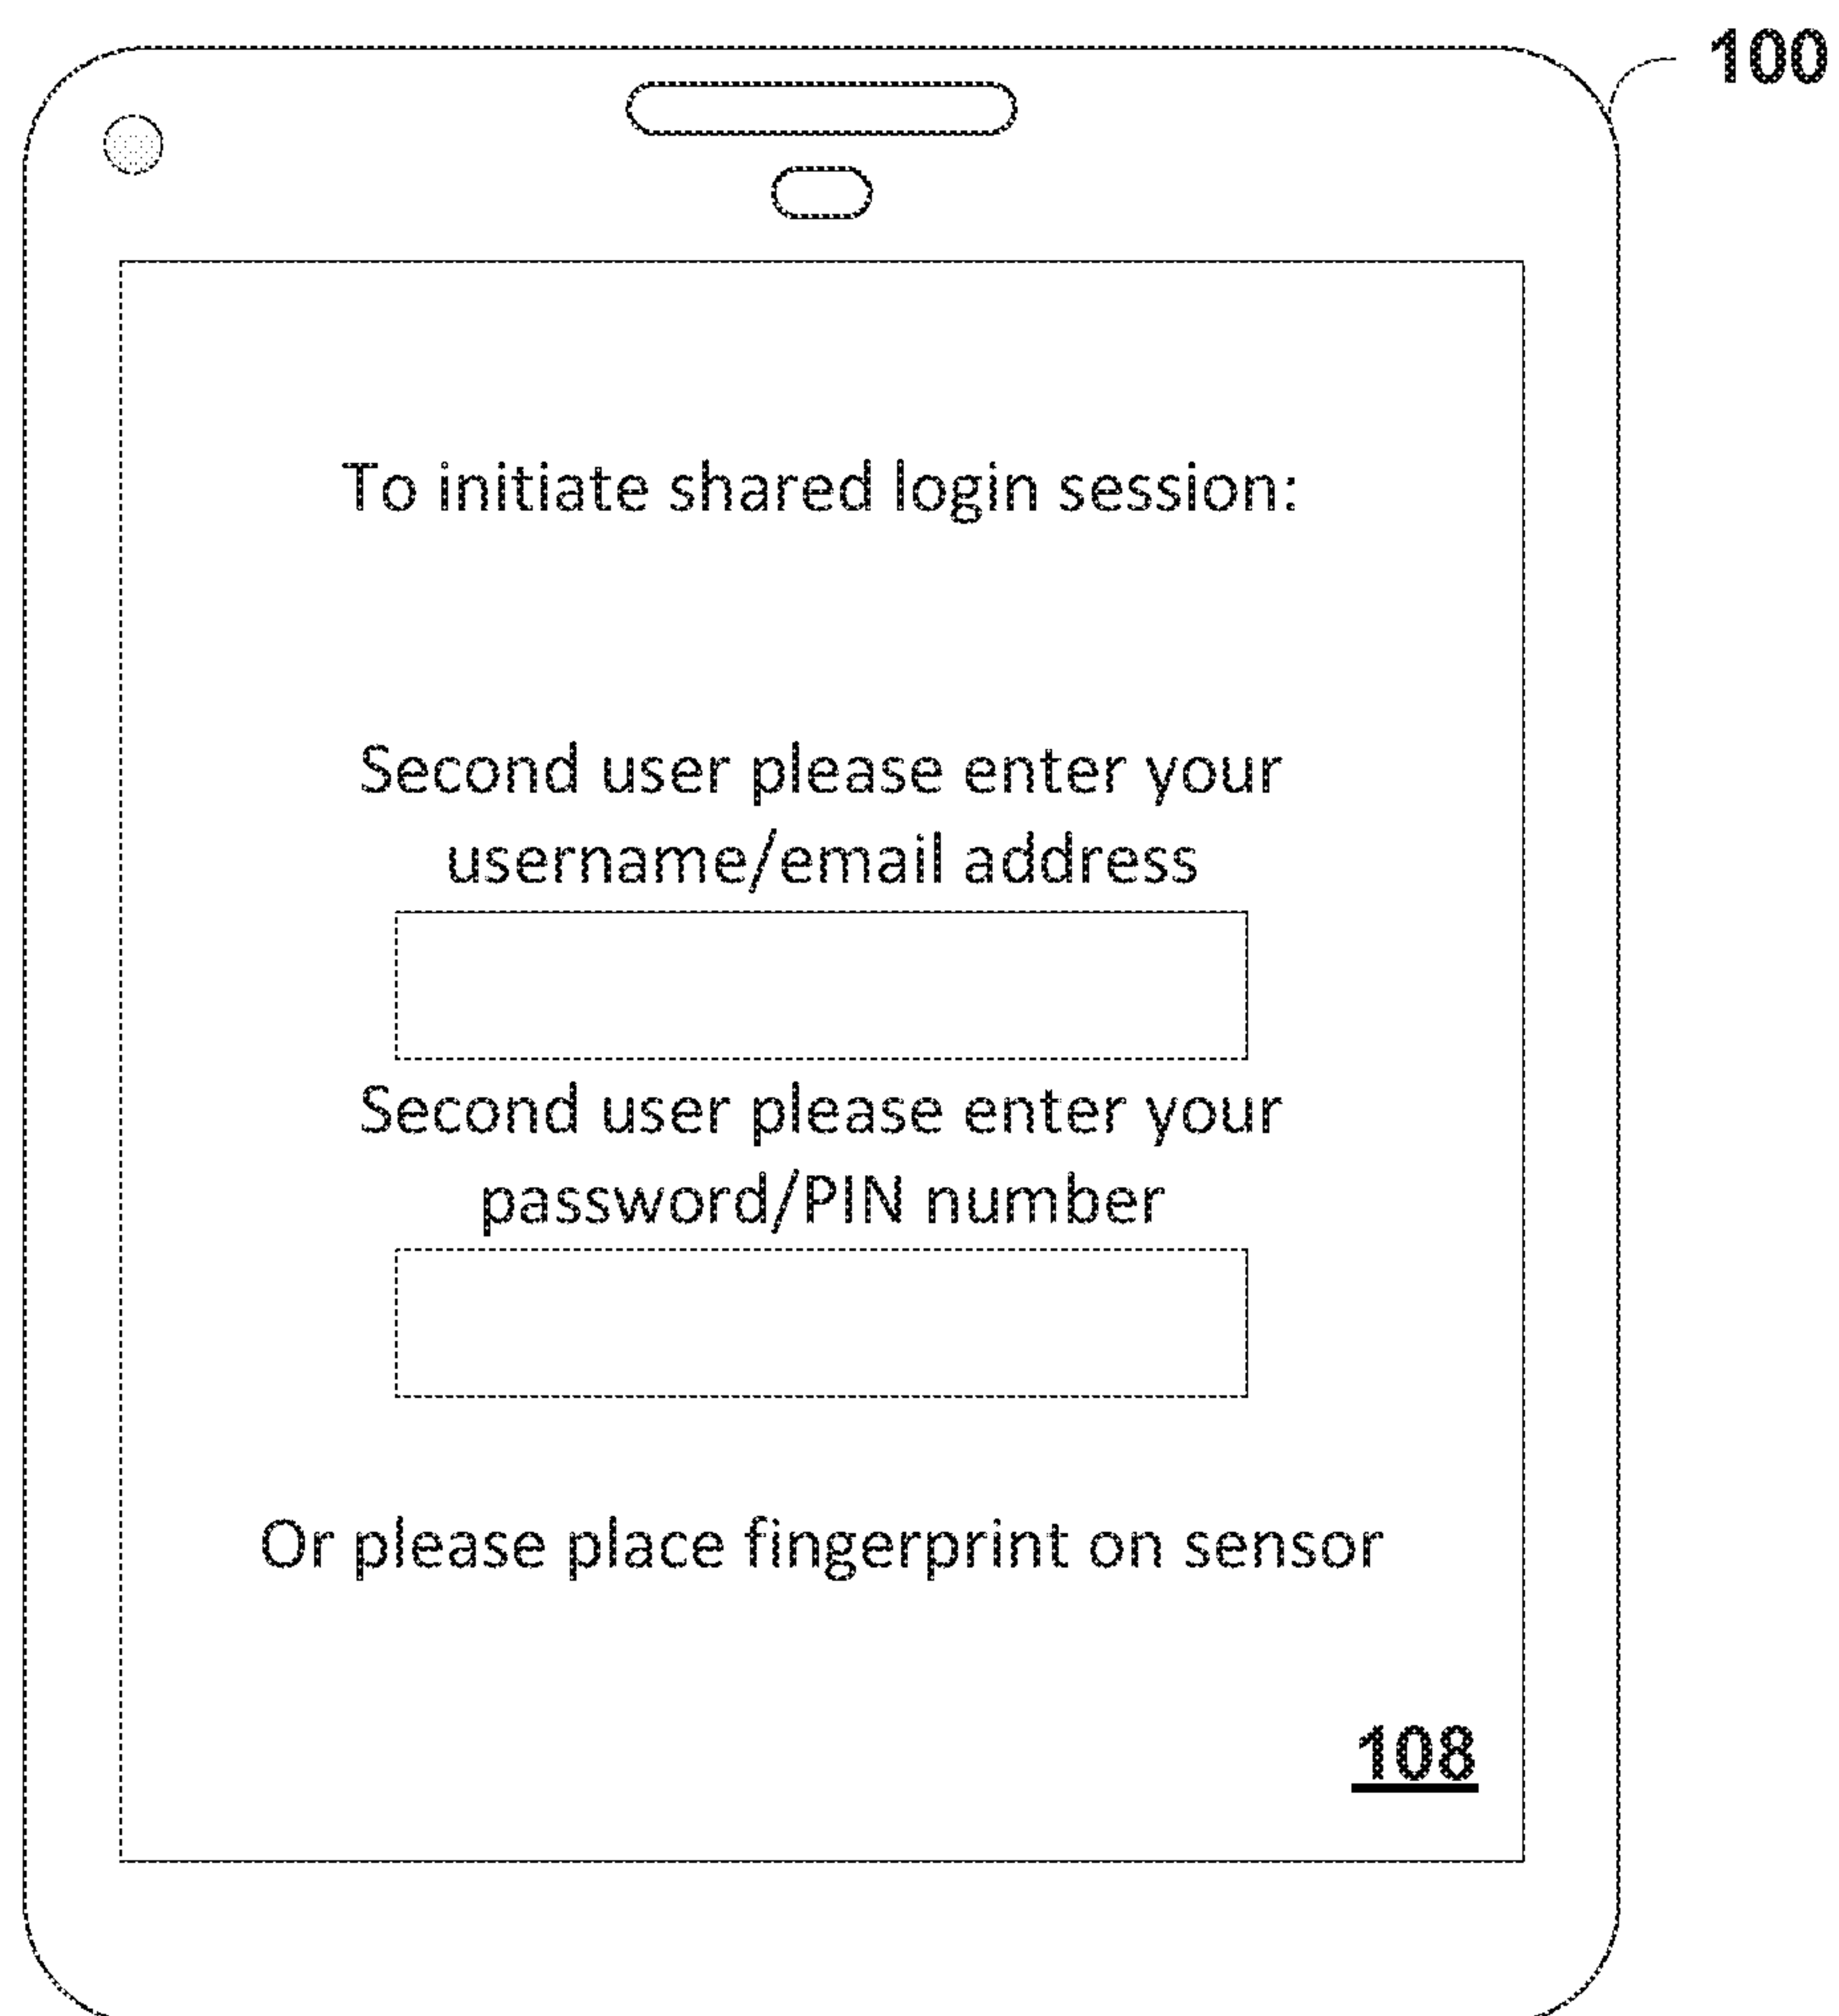 100
To initiate shared login session:
Second user please enter your
username/email address
Second user please enter your
password/PIN number
Or please place fingerprint on sensor
108